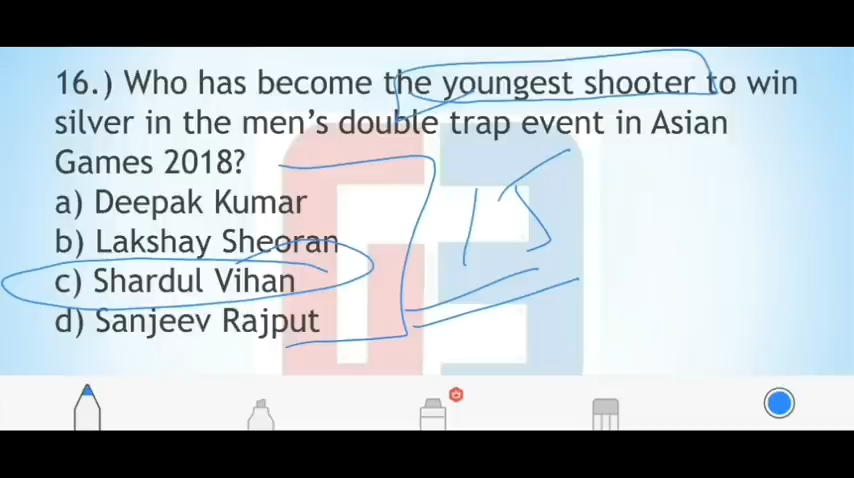 16.) Who has become the youngest shooter to win
silver in the men's double trap event in Asian
Games 2018?
a) Deepak Kumar
b) Lakshay Sheoran
c) Shardul Vihan
d) Sanjeev Rajput
15